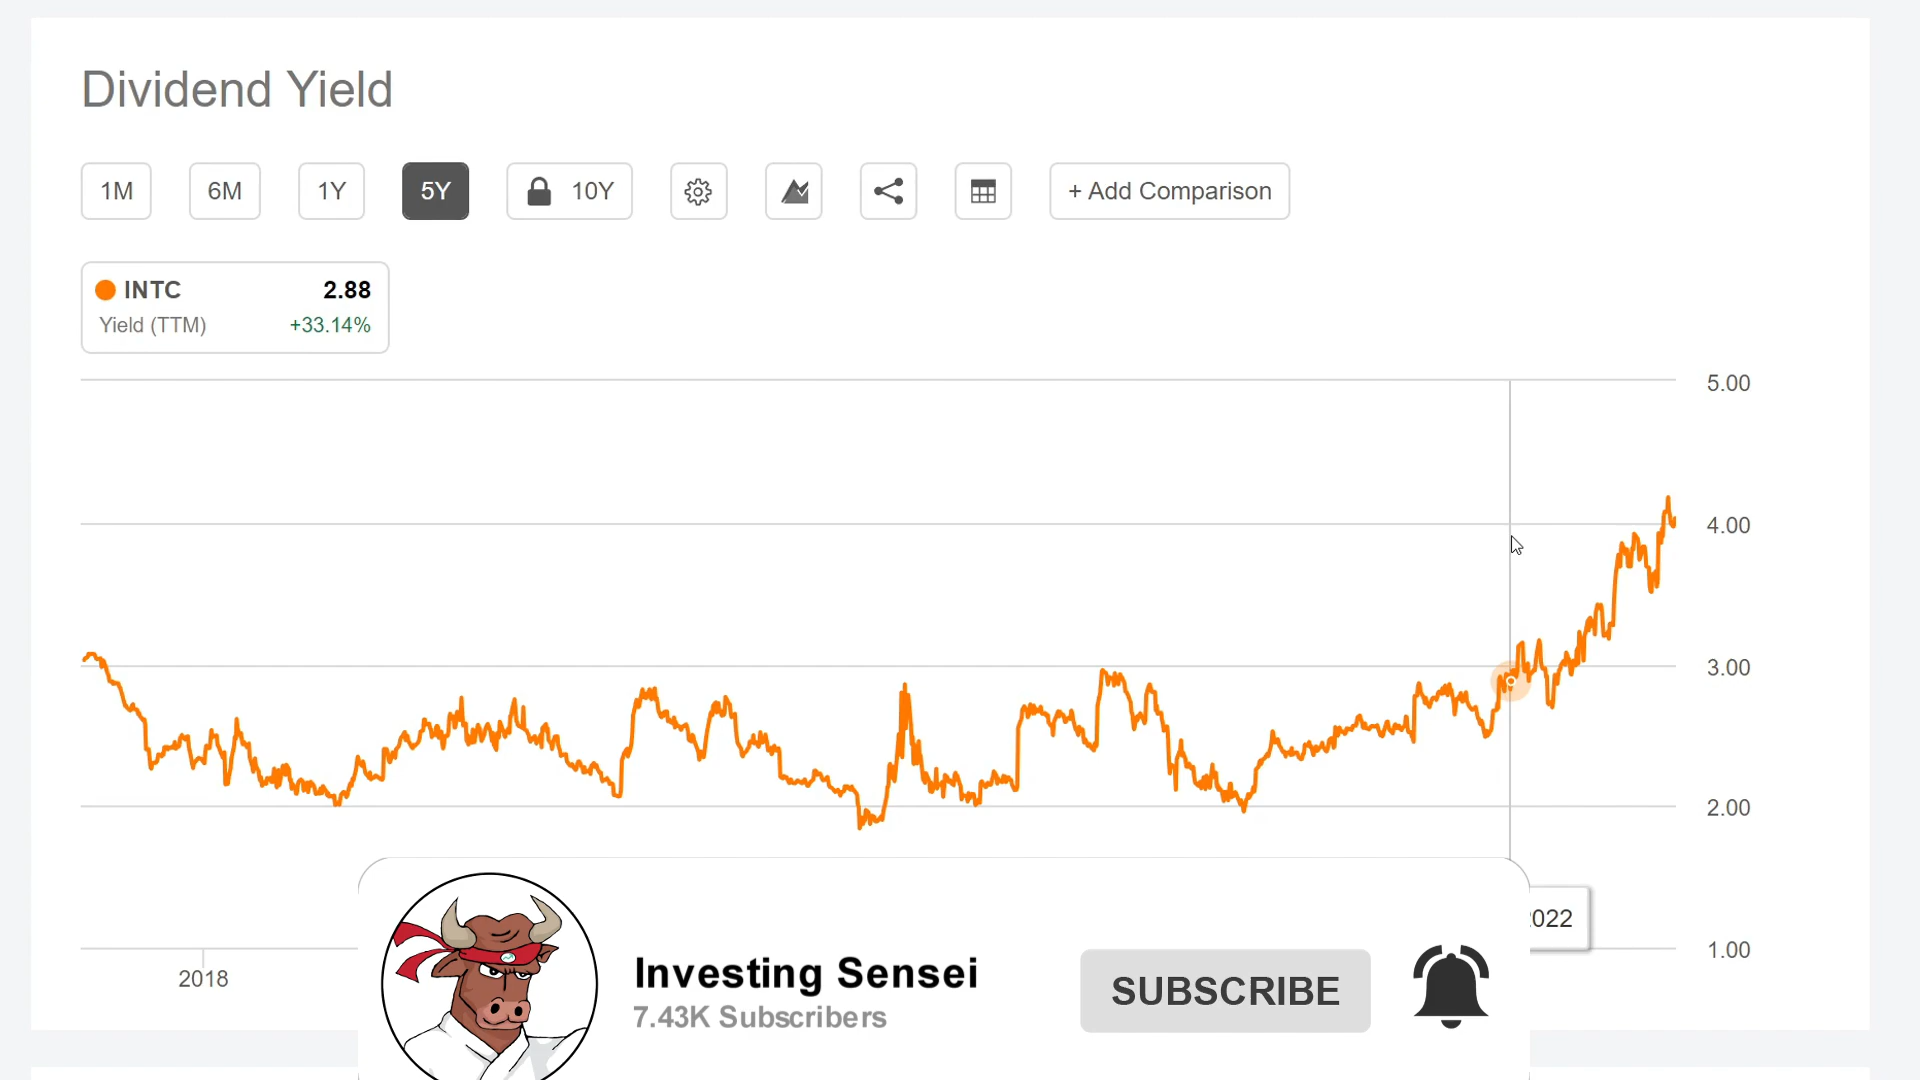 Dividend Yield
1M 6M 1Y 5Y 10Y + Add Comparison
INTC 2.88
Yield (TTM) +33.14%
5.00
4.00
3.00
2.00
2022
1.00
2018
Investing Sensei
7.43K Subscribers
SUBSCRIBE